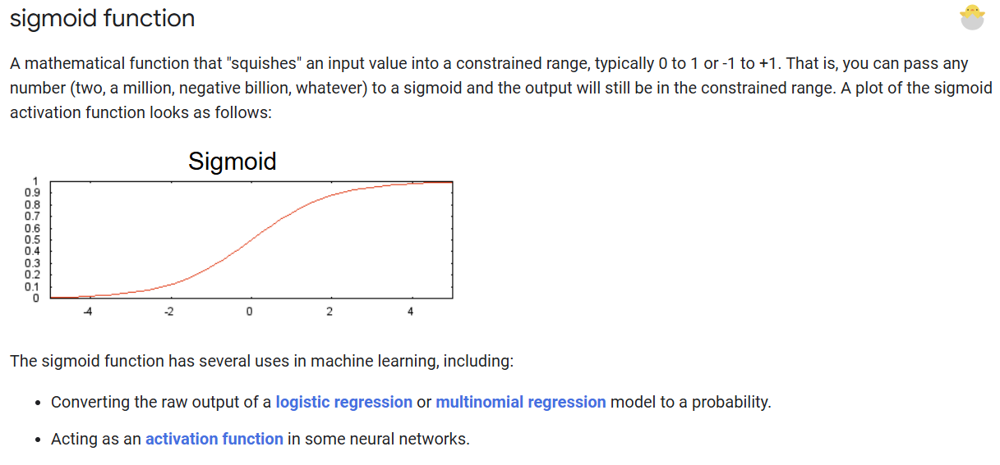 sigmoid function
A mathematical function that "squishes" an input value into a constrained range, typically 0 to 1 or -1 to +1. That is, you can pass any
number (two, a million, negative billion, whatever) to a sigmoid and the output will still be in the constrained range. A plot of the sigmoid
activation function looks as follows:
Sigmoid
1
0.9
0.8
0.7
0.6
0.5
0.4
0.3
0.2
0.1
0
-4 -2 0 2 4
The sigmoid function has several uses in machine learning, including:
• Converting the raw output of a logistic regression or multinomial regression model to a probability.
• Acting as an activation function in some neural networks.